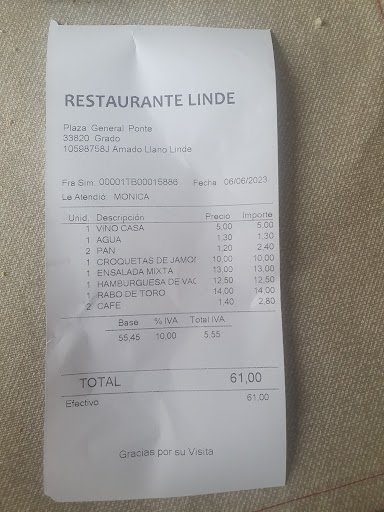 RESTAURANTE LINDE
Plaza General Ponte
33820 Grado
10598758J Amado Llano Linde
Fra Sim: 00001TB00015886 Fecha: 06/06/2023
Le Atendió: MONICA
Unid. Descripción Precio Importe
1 VINO CASA 5,00 5,00
1 AGUA 1,30 1,30
2 PAN 1,20 2,40
1 CROQUETAS DE JAMO 10,00 10,00
1 ENSALADA MIXTA 13,00 13,00
1 HAMBURGUESA DE VAC 12,50 12,50
1 RABO DE TORO 14,00 14,00
2 CAFE 1,40 2,80
Base % IVA Total IVA
55,45 10,00 5,55
TOTAL 61,00
Efectivo 61,00
Gracias por su Visita